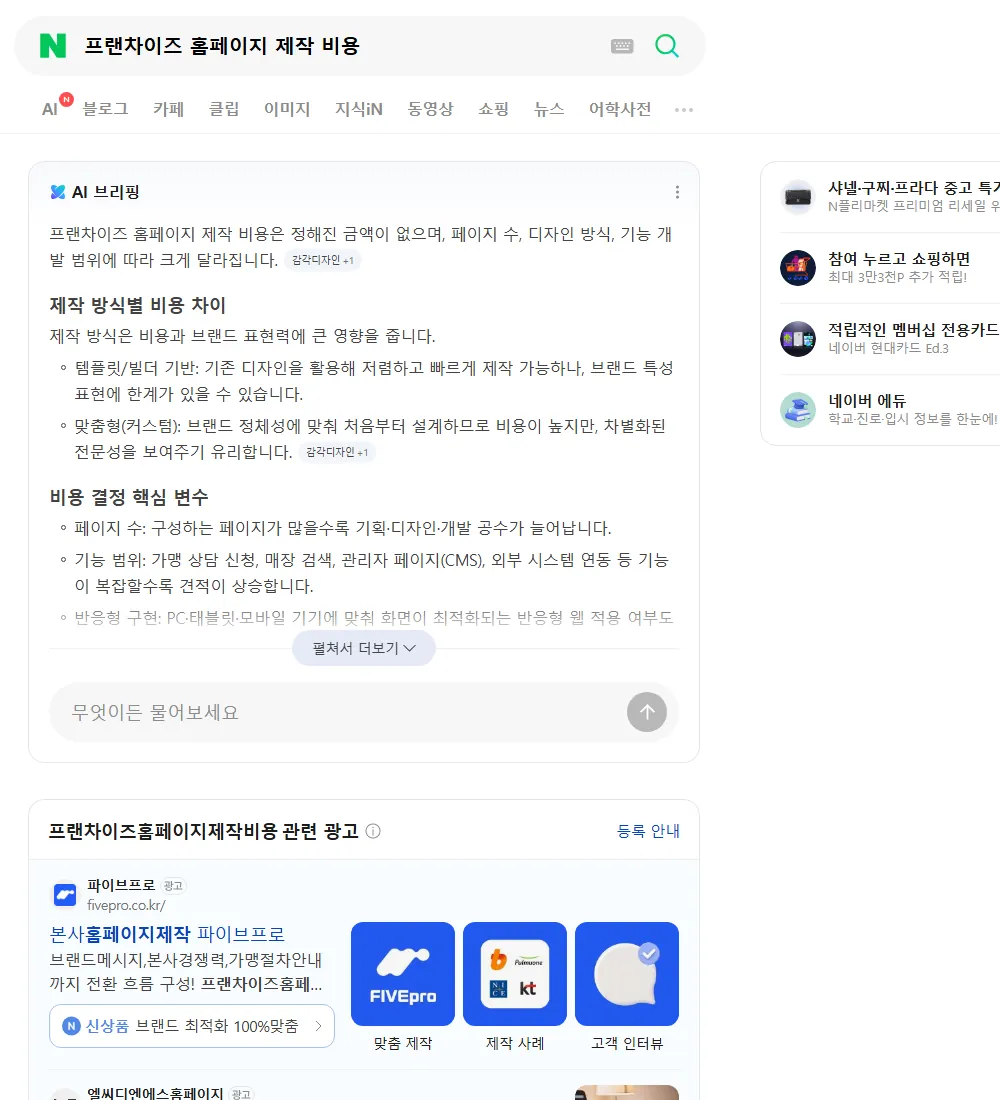 프랜차이즈 홈페이지 제작 비용
AI N 블로그 카페 클립 이미지 지식iN 동영상 쇼핑 뉴스 어학사전
AI 브리핑
프랜차이즈 홈페이지 제작 비용은 정해진 금액이 없으며, 페이지 수, 디자인 방식, 기능 개
발 범위에 따라 크게 달라집니다. 감각디자인 +1
제작 방식별 비용 차이
제작 방식은 비용과 브랜드 표현력에 큰 영향을 줍니다.
템플릿/빌더 기반: 기존 디자인을 활용해 저렴하고 빠르게 제작 가능하나, 브랜드 특성
표현에 한계가 있을 수 있습니다.
맞춤형(커스텀): 브랜드 정체성에 맞춰 처음부터 설계하므로 비용이 높지만, 차별화된
전문성을 보여주기 유리합니다. 감각디자인 +1
비용 결정 핵심 변수
페이지 수: 구성하는 페이지가 많을수록 기획·디자인·개발 공수가 늘어납니다.
기능 범위: 가맹 상담 신청, 매장 검색, 관리자 페이지(CMS), 외부 시스템 연동 등 기능
이 복잡할수록 견적이 상승합니다.
반응형 구현: PC·태블릿·모바일 기기에 맞춰 화면이 최적화되는 반응형 웹 적용 여부도
펼쳐서 더보기
무엇이든 물어보세요
프랜차이즈홈페이지제작비용 관련 광고
등록 안내
파이브프로 광고
fivepro.co.kr/
본사홈페이지제작 파이브프로
브랜드메시지,본사경쟁력,가맹절차안내
까지 전환 흐름 구성! 프랜차이즈홈페...
N 신상품 브랜드 최적화 100%맞춤
FIVEpro
맞춤 제작
b Pulmuone
NICE kt
제작 사례
고객 인터뷰
엘씨디엔에스홈페이지 광고
샤넬·구찌·프라다 중고 특가
N플리마켓 프리미엄 리세일 위
참여 누르고 쇼핑하면
최대 3만3천P 추가 적립!
적립적인 멤버십 전용카드
네이버 현대카드 Ed.3
네이버 에듀
학교·진로·입시 정보를 한눈에!